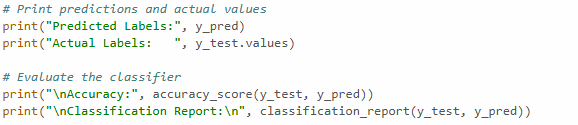 # Print predictions and actual values
print("Predicted Labels:", y_pred)
print("Actual Labels:   ", y_test.values)

# Evaluate the classifier
print("\nAccuracy:", accuracy_score(y_test, y_pred))
print("\nClassification Report:\n", classification_report(y_test, y_pred))